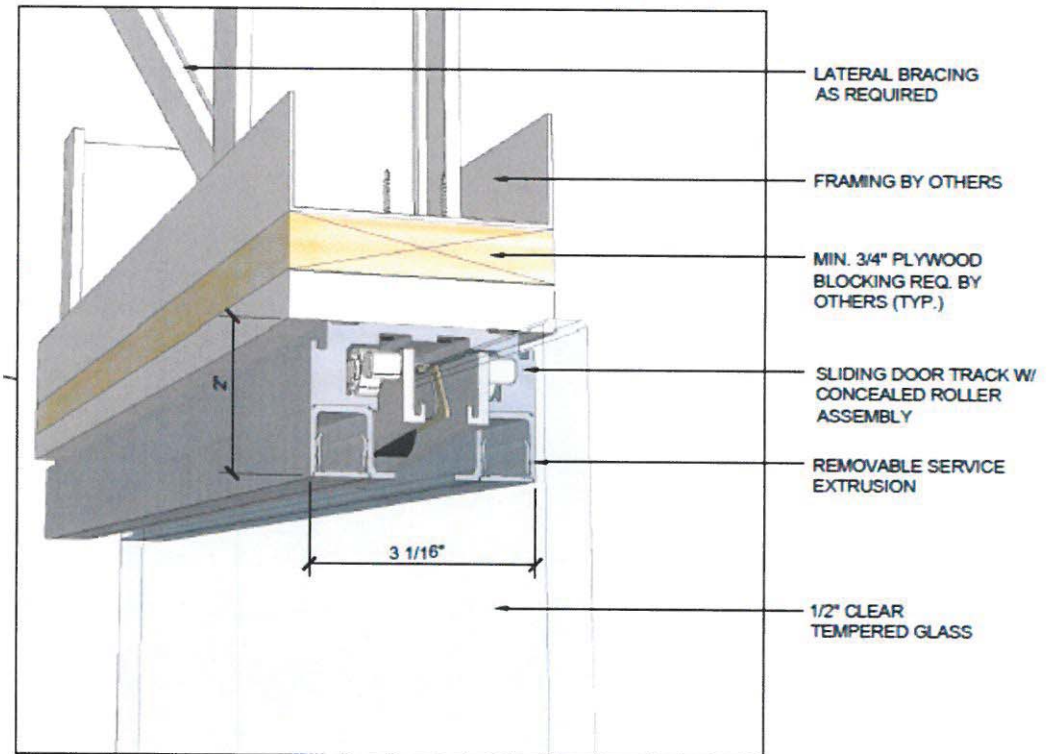 LATERAL BRACING
AS REQUIRED
FRAMING BY OTHERS
MIN. 3/4" PLYWOOD
BLOCKING REQ. BY
OTHERS (TYP.)
2"
SLIDING DOOR TRACK W/
CONCEALED ROLLER
ASSEMBLY
REMOVABLE SERVICE
EXTRUSION
3 1/16"
1/2" CLEAR
TEMPERED GLASS